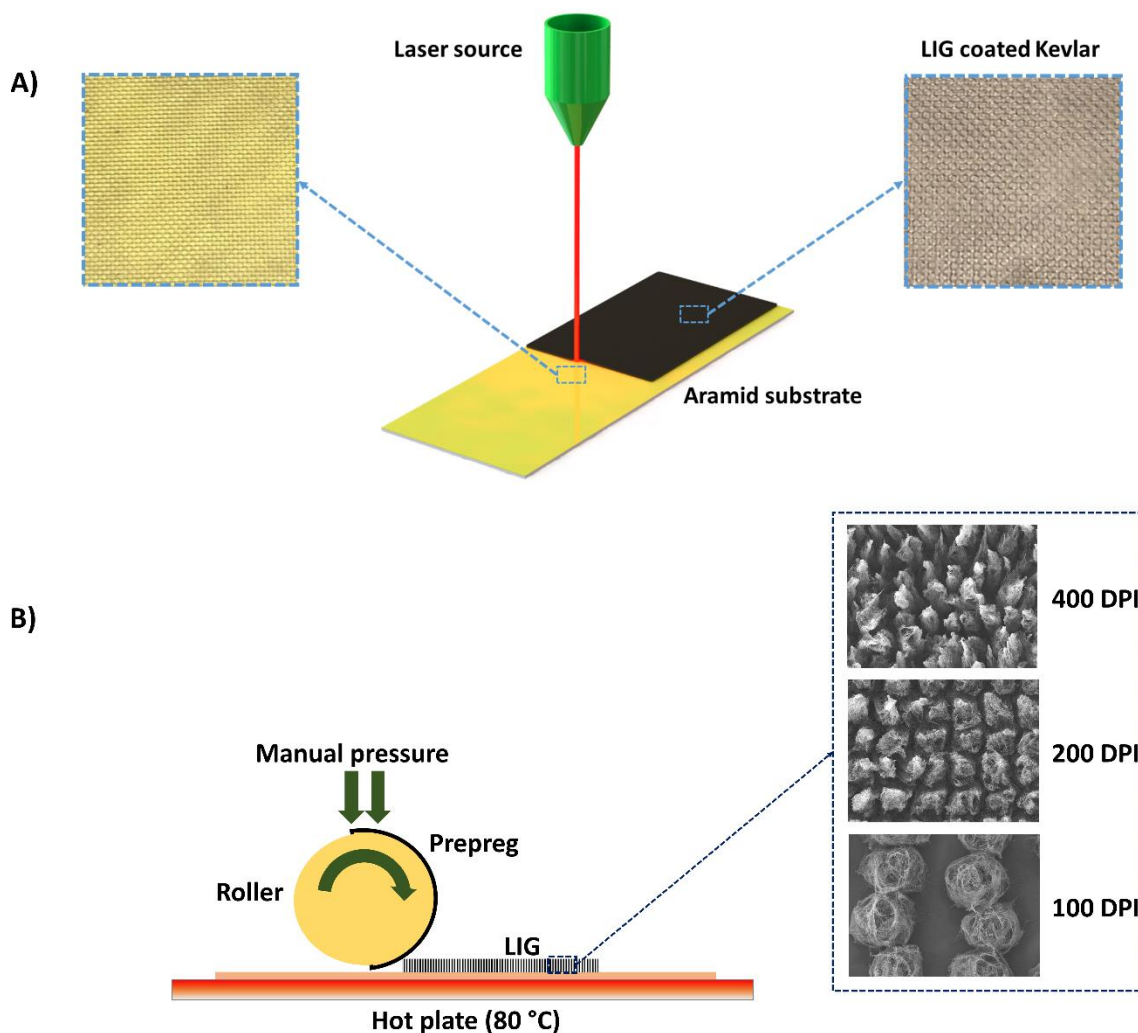 A)
Laser source
LIG coated Kevlar
Aramid substrate
B)
400 DPI
200 DPI
100 DPI
Manual pressure
Prepreg
Roller
LIG
Hot plate (80 °C)